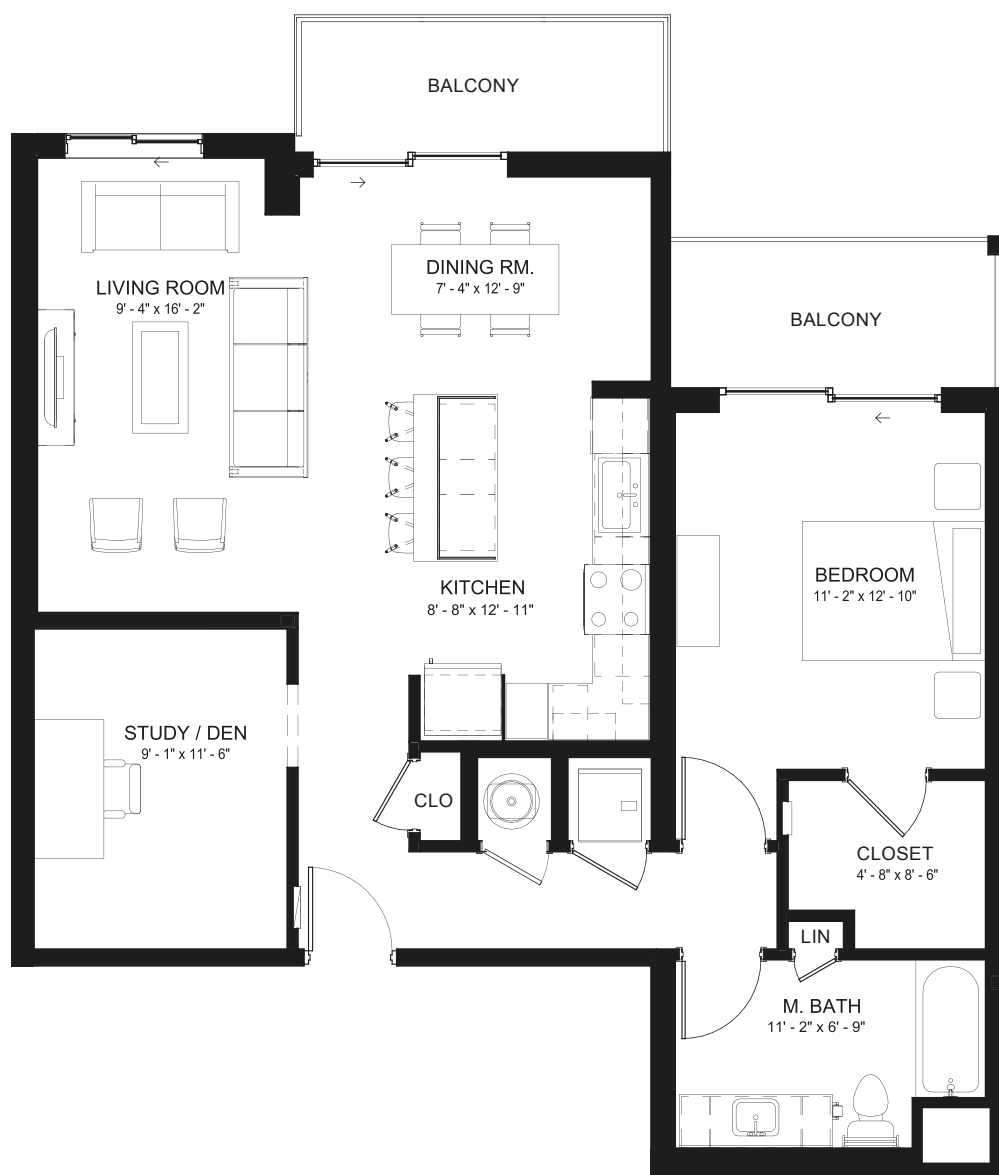 BALCONY
LIVING ROOM
9' - 4" x 16' - 2"
DINING RM.
7' - 4" x 12' - 9"
BALCONY
KITCHEN
8' - 8" x 12' - 11"
BEDROOM
11' - 2" x 12' - 10"
STUDY / DEN
9' - 1" x 11' - 6"
CLO
CLOSET
4' - 8" x 8' - 6"
LIN
M. BATH
11' - 2" x 6' - 9"